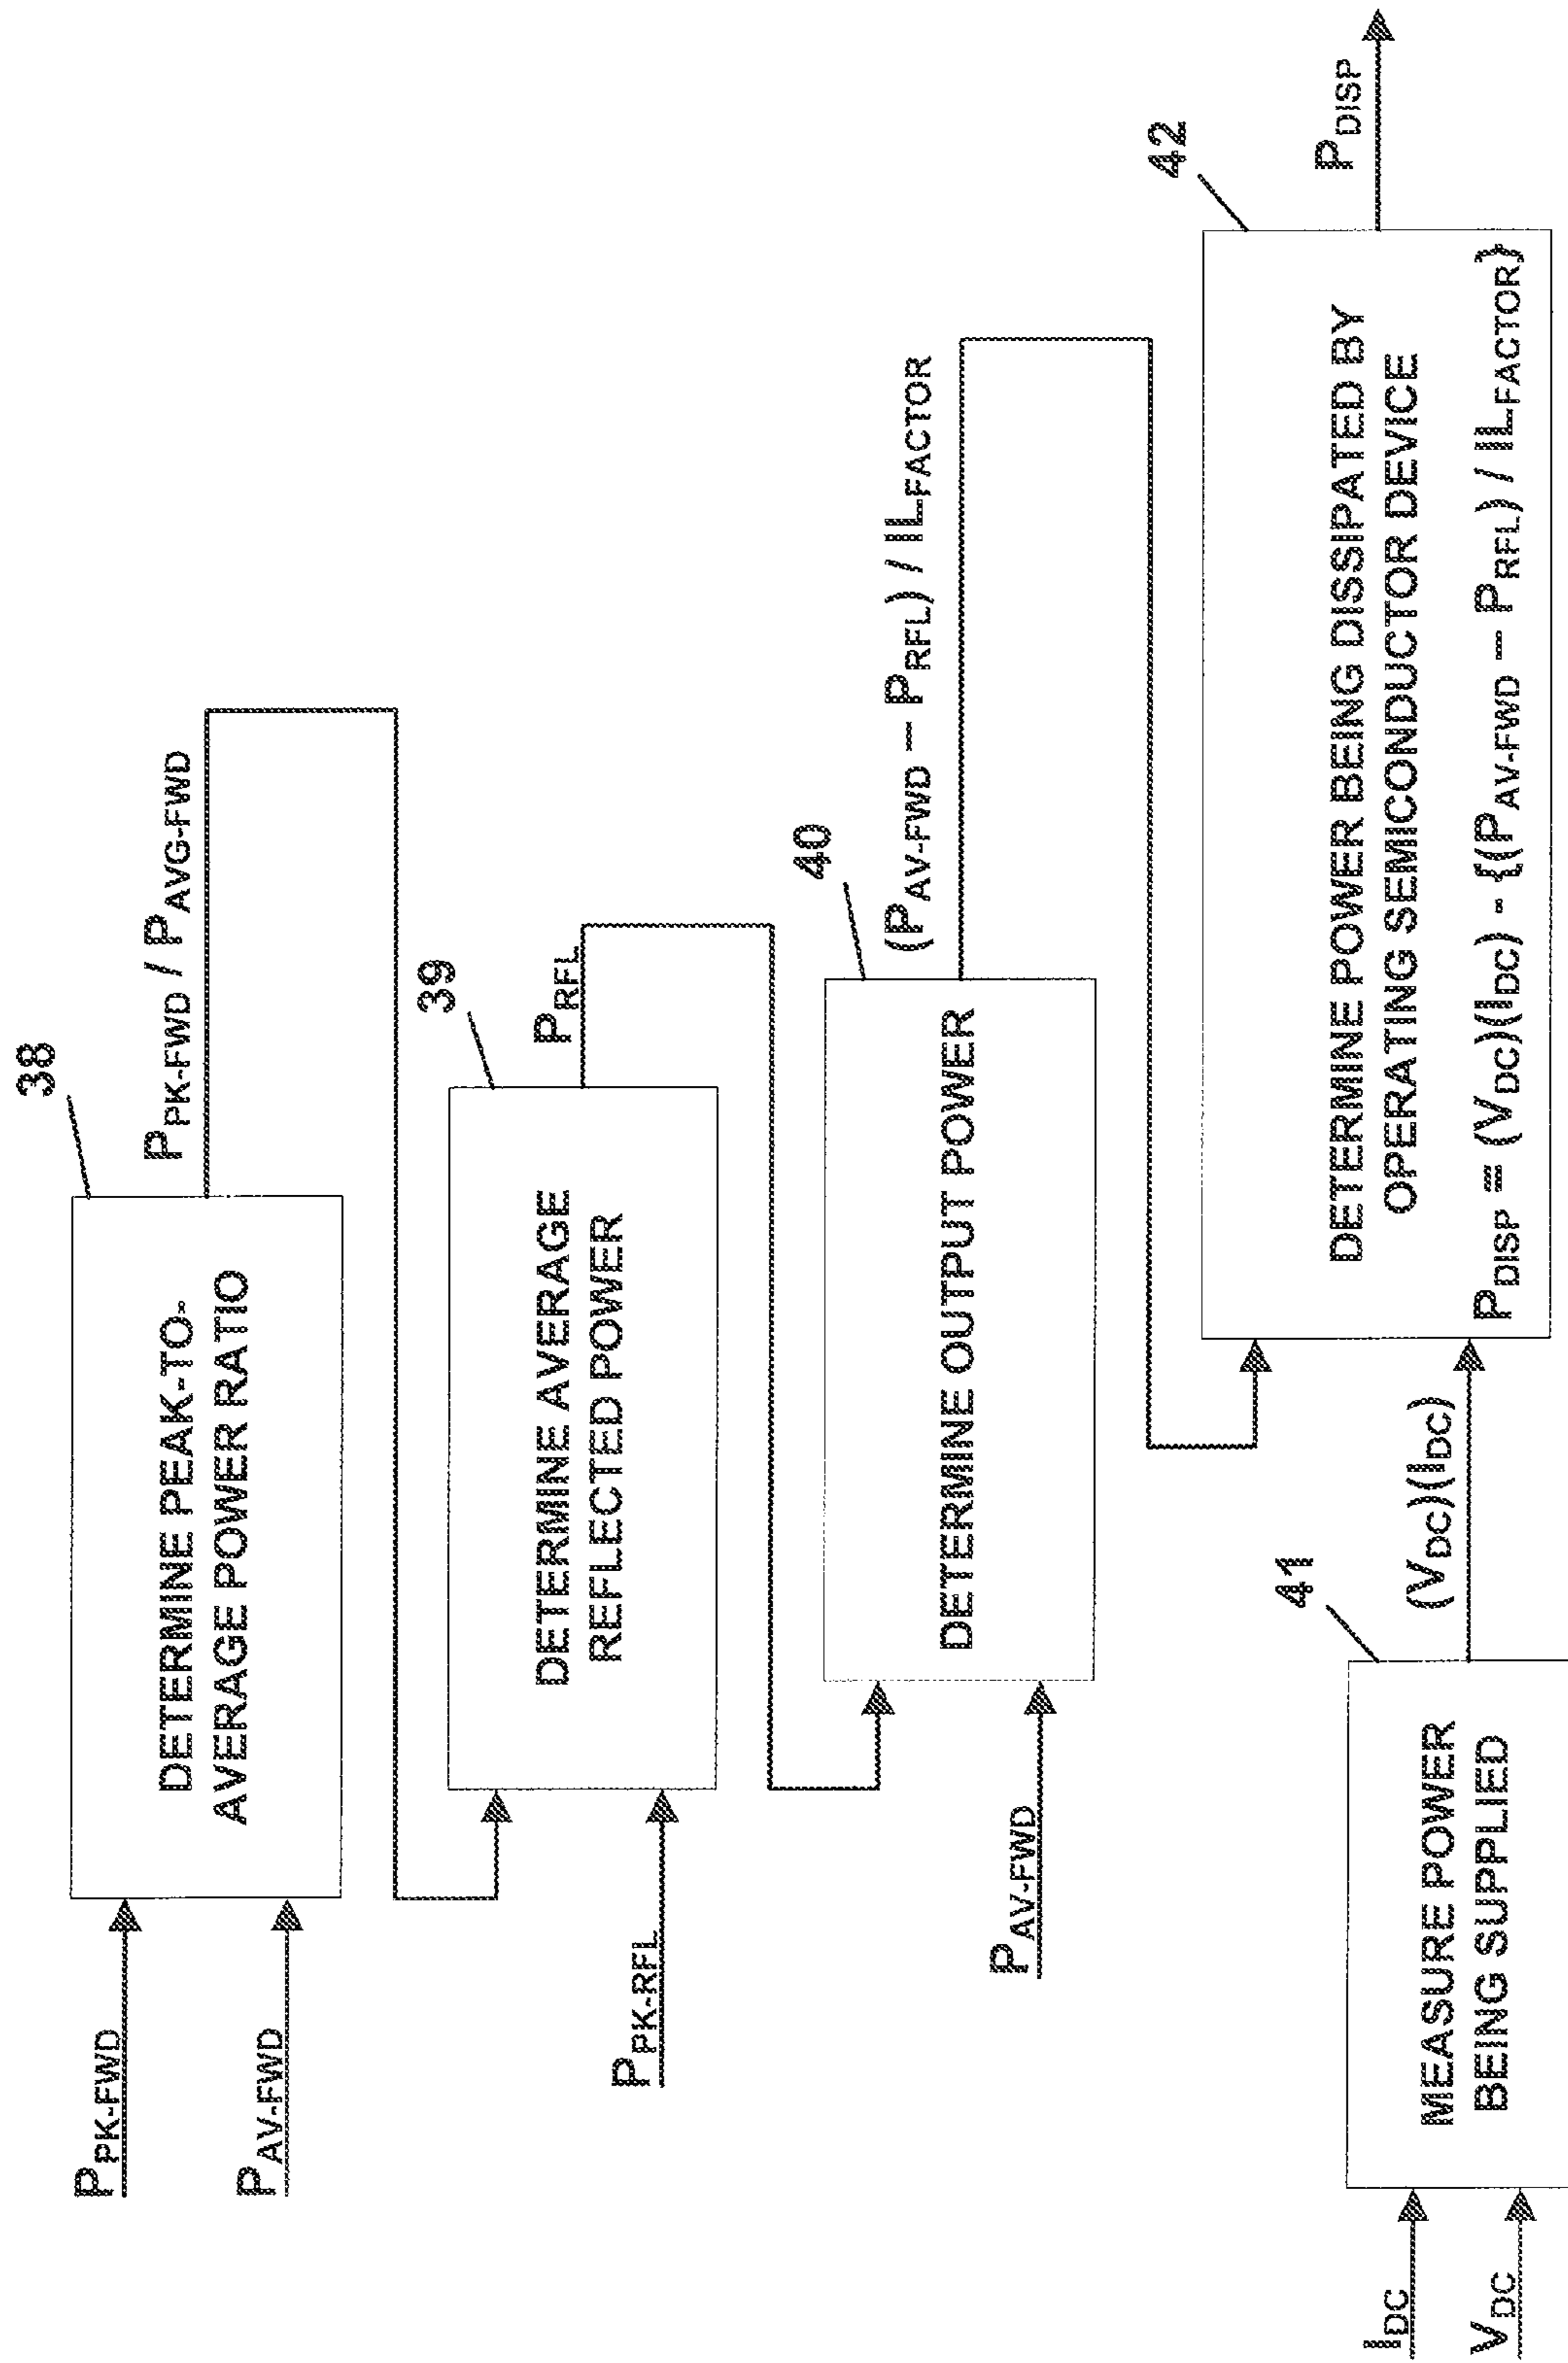 38
P_PK-FWD
P_AV-FWD
DETERMINE PEAK-TO-
AVERAGE POWER RATIO
P_PK-FWD / P_AVG-FWD
39
P_PK-RFL
DETERMINE AVERAGE
REFLECTED POWER
P_RFL
40
P_AV-FWD
DETERMINE OUTPUT POWER
(P_AV-FWD – P_RFL) / IL_FACTOR
41
I_DC
V_DC
MEASURE POWER
BEING SUPPLIED
(V_DC)(I_DC)
42
DETERMINE POWER BEING DISSIPATED BY
OPERATING SEMICONDUCTOR DEVICE
P_DISP = (V_DC)(I_DC) - {(P_AV-FWD – P_RFL) / IL_FACTOR}
P_DISP